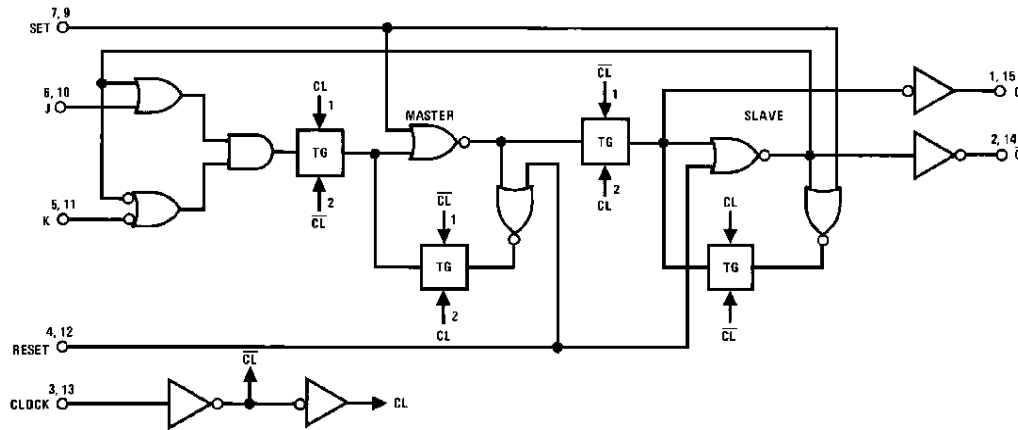 7, 9
SET
6, 10
J
5, 11
K
CL
1
TG
2
CL
MASTER
CL
1
TG
2
CL
CL
1
TG
2
CL
SLAVE
CL
TG
CL
1, 15
Q
2, 14
Q
4, 12
RESET
CL
3, 13
CLOCK
CL